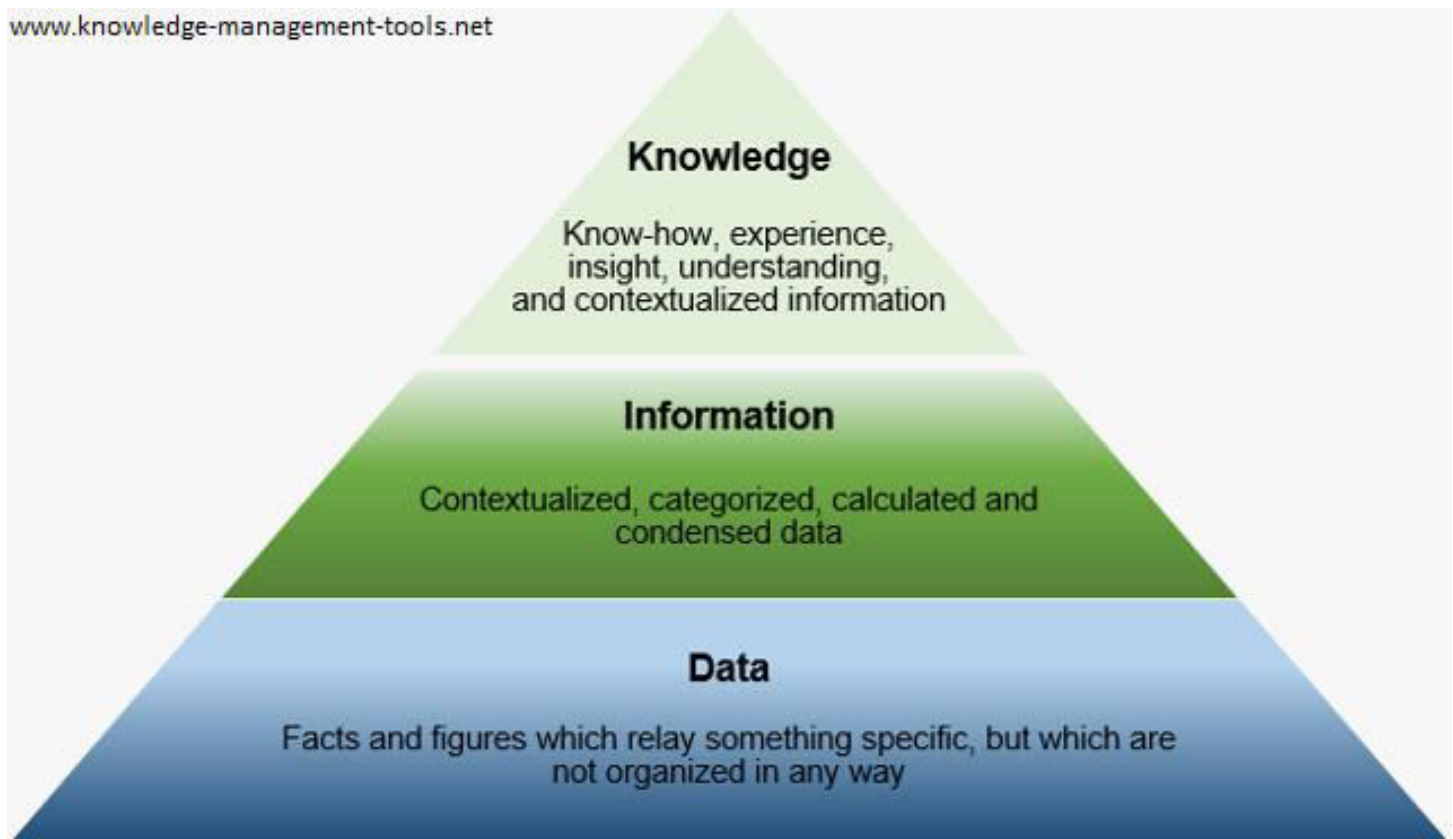 www.knowledge-management-tools.net
Knowledge
Know-how, experience,
insight, understanding,
and contextualized information
Information
Contextualized, categorized, calculated and
condensed data
Data
Facts and figures which relay something specific, but which are
not organized in any way